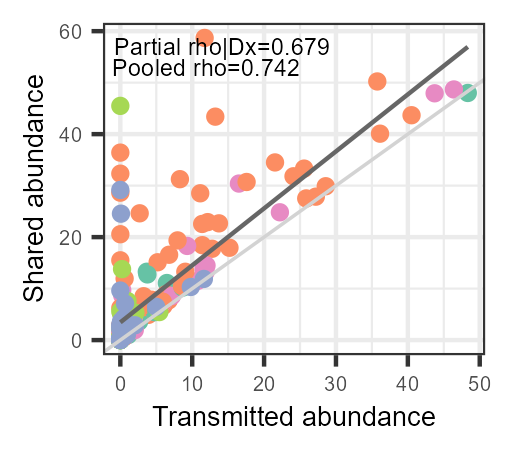 Partial rho|Dx=0.679
Pooled rho=0.742
Shared abundance
60
40
20
0
0 10 20 30 40 50
Transmitted abundance